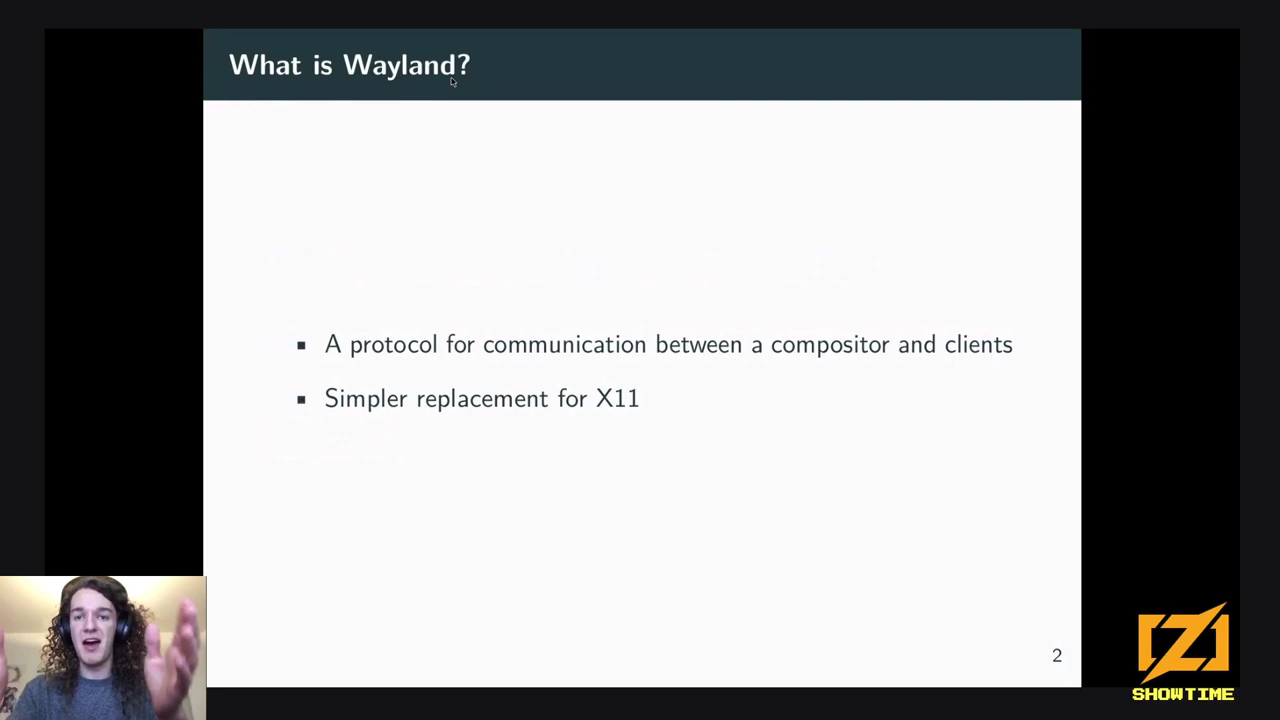 What is Wayland?
▪ A protocol for communication between a compositor and clients
▪ Simpler replacement for X11
2
Z
SHOWTIME